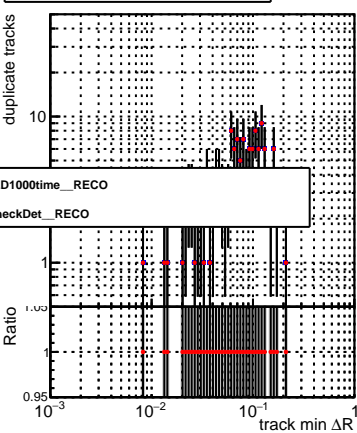 duplicate tracks
10
D1000time__RECO
neckDet__RECO
1
Ratio
1.05
1
0.95
10−3
10−2
10−1
1
track min ΔR